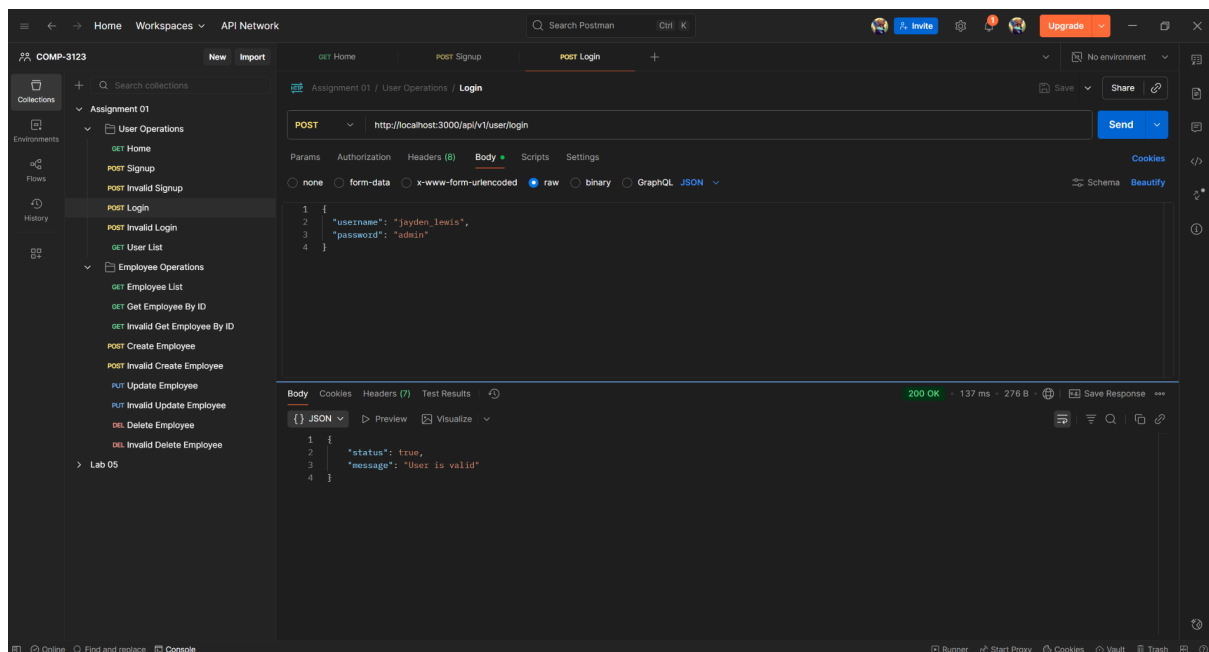 Home Workspaces API Network Search Postman Ctrl K Invite 1 Upgrade
COMP-3123 New Import GET Home POST Signup POST Login No environment
Collections
Environments
Flows
History
Search collections
Assignment 01
User Operations
GET Home
POST Signup
POST Invalid Signup
POST Login
POST Invalid Login
GET User List
Employee Operations
GET Employee List
GET Get Employee By ID
GET Invalid Get Employee By ID
POST Create Employee
POST Invalid Create Employee
PUT Update Employee
PUT Invalid Update Employee
DEL Delete Employee
DEL Invalid Delete Employee
Lab 05
HTTP Assignment 01 / User Operations / Login Save Share
POST http://localhost:3000/api/v1/user/login Send
Params Authorization Headers (8) Body Scripts Settings Cookies
none form-data x-www-form-urlencoded raw binary GraphQL JSON Schema Beautify
1 {
2 "username": "jayden_lewis",
3 "password": "admin"
4 }
Body Cookies Headers (7) Test Results 200 OK 137 ms 276 B Save Response
{} JSON Preview Visualize
1 {
2 "status": true,
3 "message": "User is valid"
4 }
Online Find and replace Console Runner Start Proxy Cookies Vault Trash